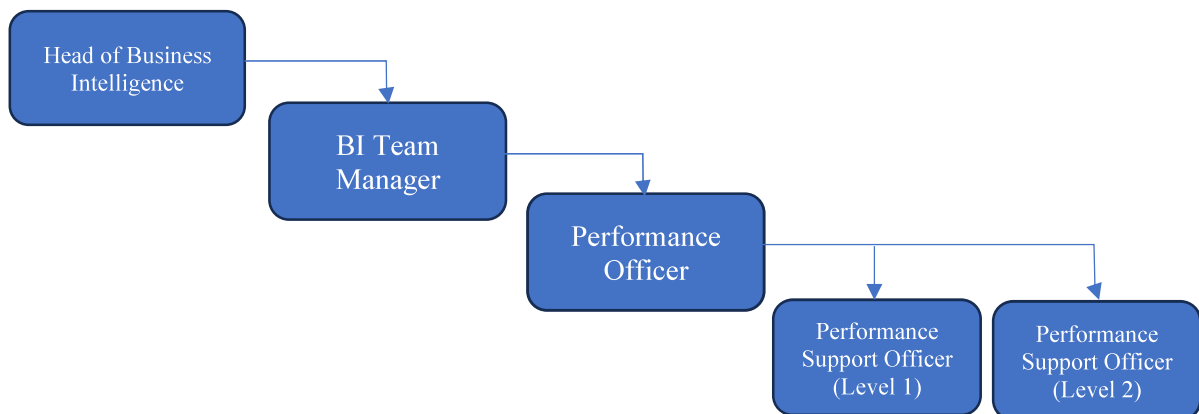 Head of Business
Intelligence
BI Team
Manager
Performance
Officer
Performance
Support Officer
(Level 1)
Performance
Support Officer
(Level 2)